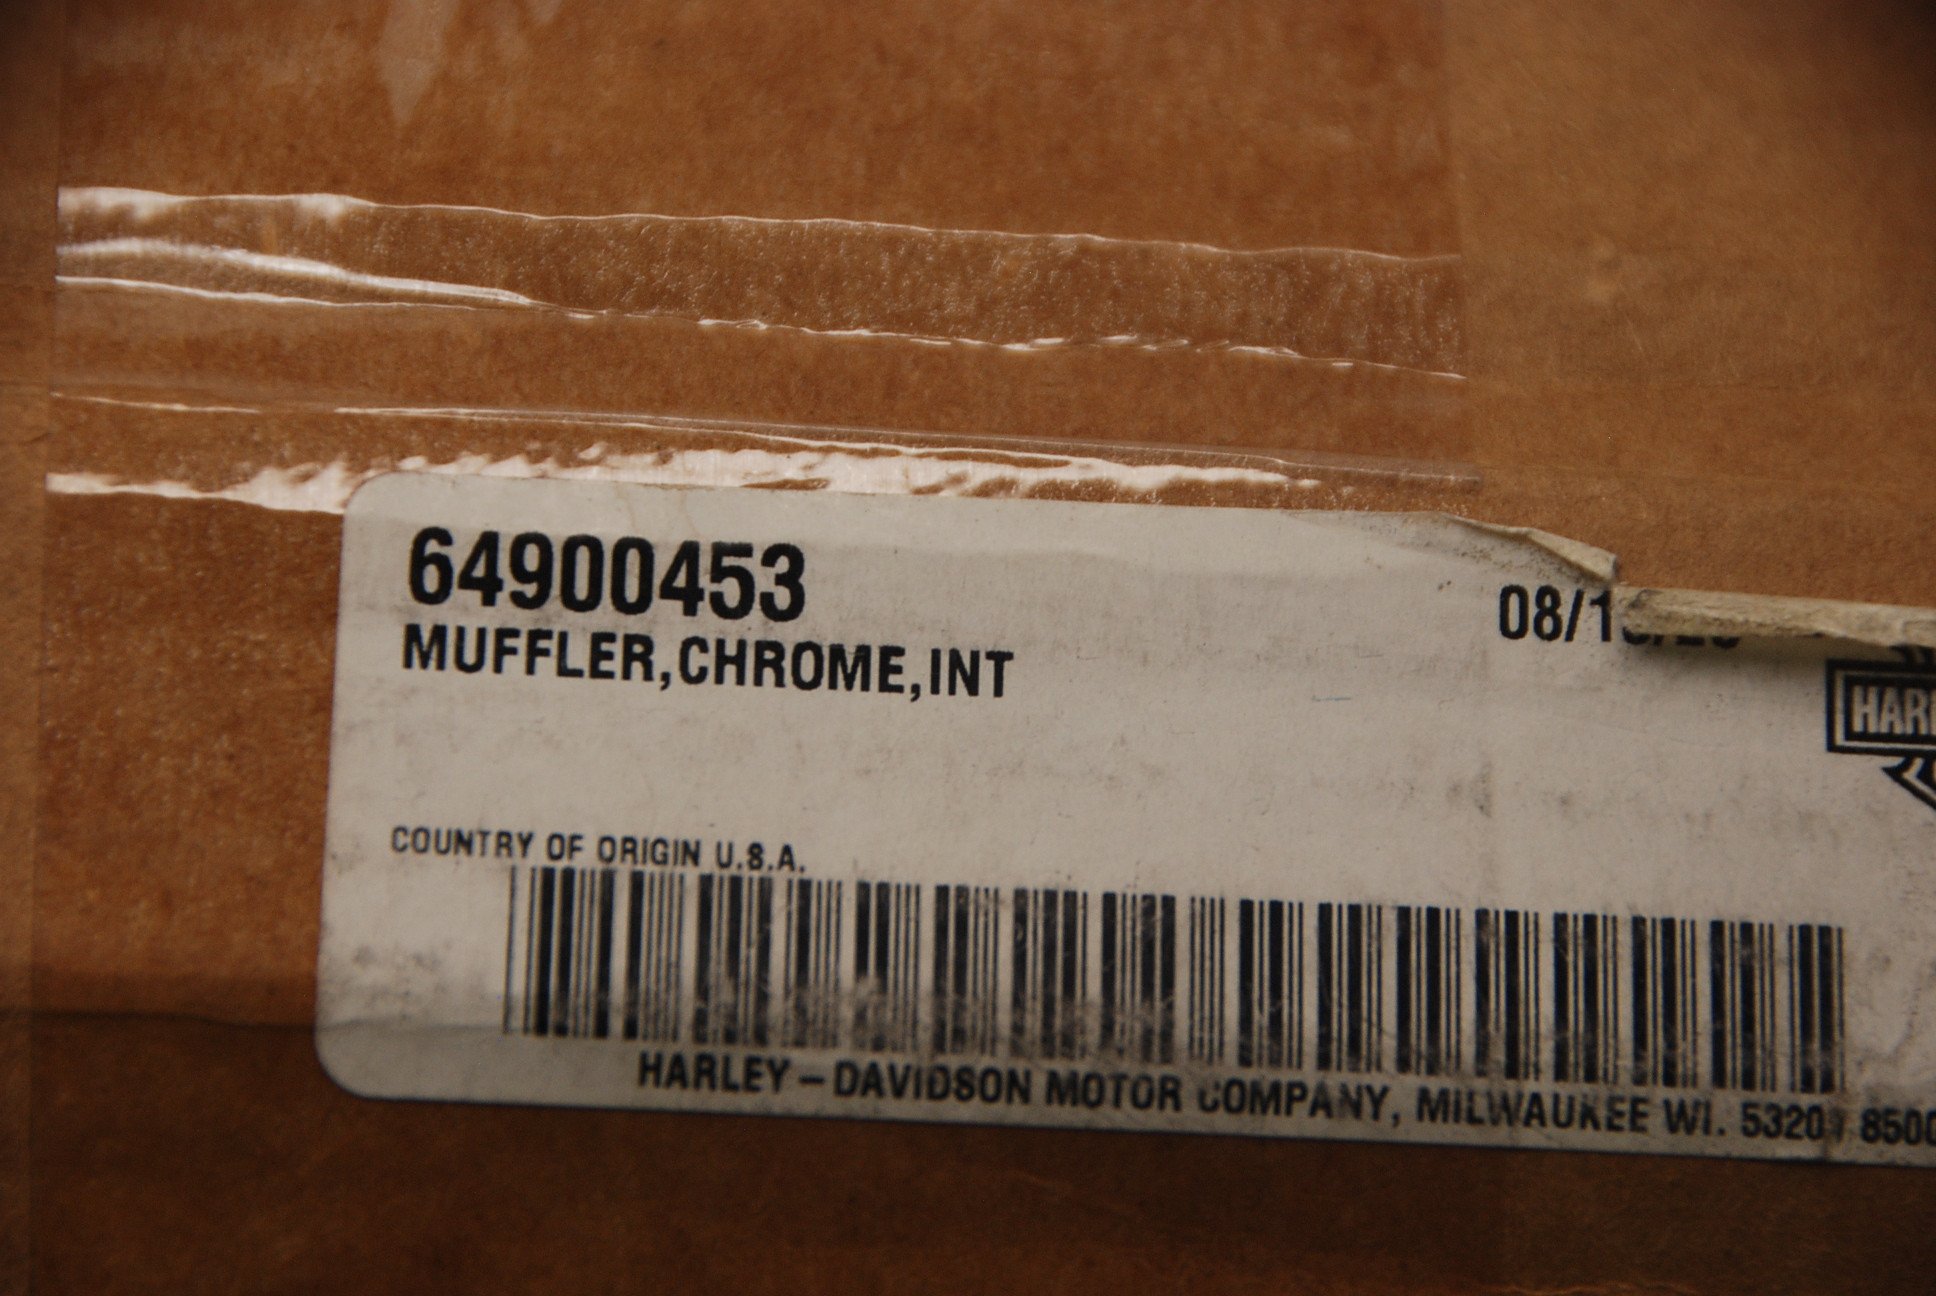 64900453
MUFFLER,CHROME,INT
COUNTRY OF ORIGIN U.S.A.
HARLEY – DAVIDSON MOTOR COMPANY, MILWAUKEE WI.